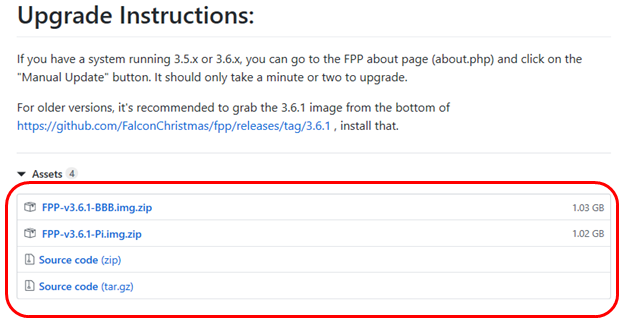 Upgrade Instructions:
If you have a system running 3.5.x or 3.6.x, you can go to the FPP about page (about.php) and click on the
"Manual Update" button. It should only take a minute or two to upgrade.
For older versions, it's recommended to grab the 3.6.1 image from the bottom of
https://github.com/FalconChristmas/fpp/releases/tag/3.6.1 , install that.
Assets 4
FPP-v3.6.1-BBB.img.zip 1.03 GB
FPP-v3.6.1-Pi.img.zip 1.02 GB
Source code (zip)
Source code (tar.gz)